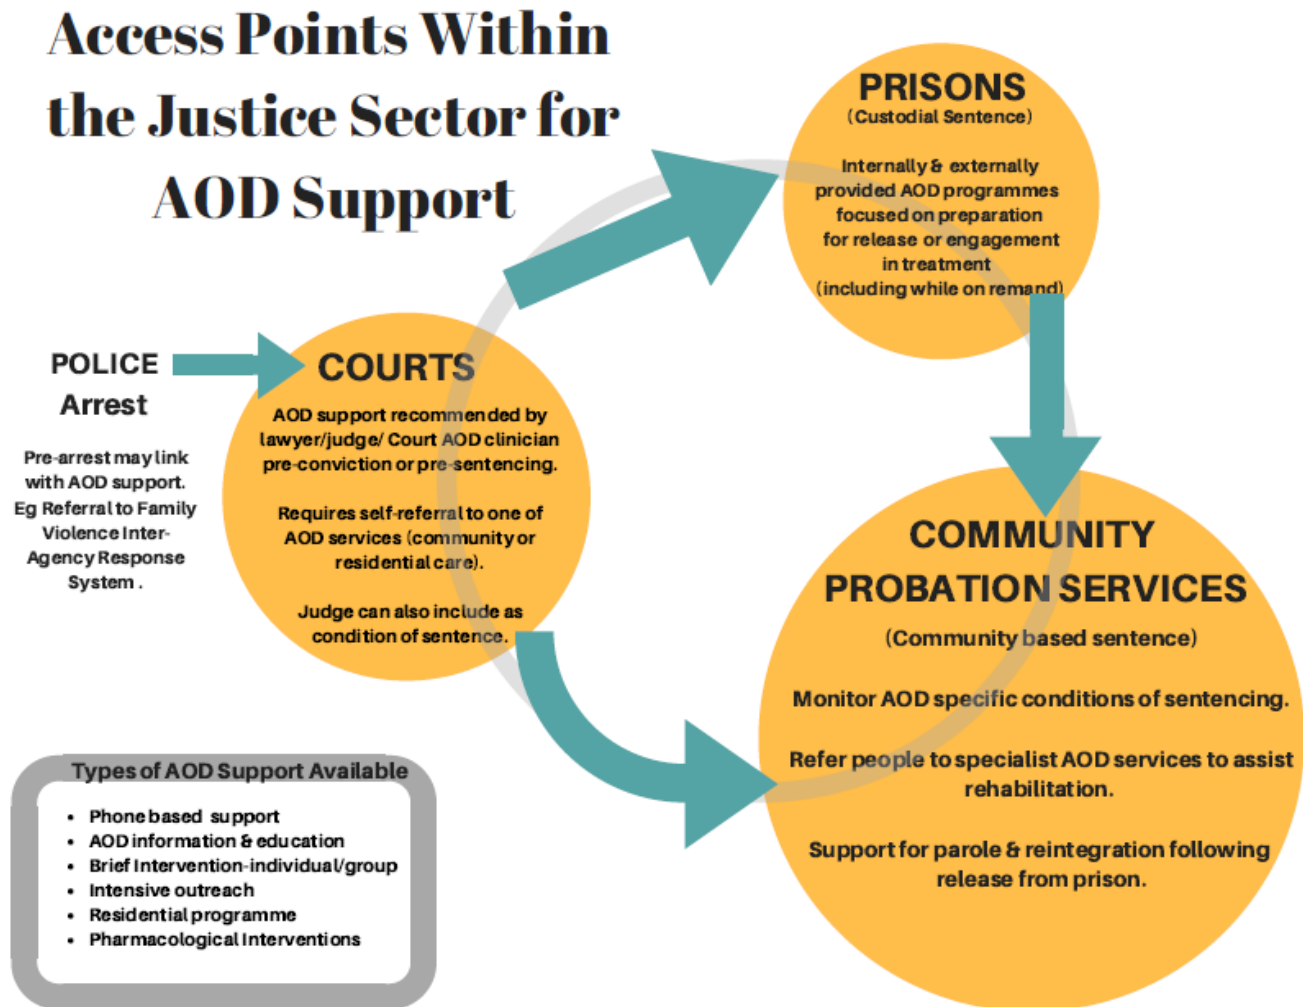 Access Points Within
the Justice Sector for
AOD Support
POLICE
Arrest
Pre-arrest may link
with AOD support.
Eg Referral to Family
Violence Inter-
Agency Response
System .
COURTS
AOD support recommended by
lawyer/judge/ Court AOD clinician
pre-conviction or pre-sentencing.
Requires self-referral to one of
AOD services (community or
residential care).
Judge can also include as
condition of sentence.
PRISONS
(Custodial Sentence)
Internally & externally
provided AOD programmes
focused on preparation
for release or engagement
in treatment
(including while on remand)
COMMUNITY
PROBATION SERVICES
(Community based sentence)
Monitor AOD specific conditions of sentencing.
Refer people to specialist AOD services to assist
rehabilitation.
Support for parole & reintegration following
release from prison.
Types of AOD Support Available
• Phone based support
• AOD information & education
• Brief Intervention-individual/group
• Intensive outreach
• Residential programme
• Pharmacological Interventions